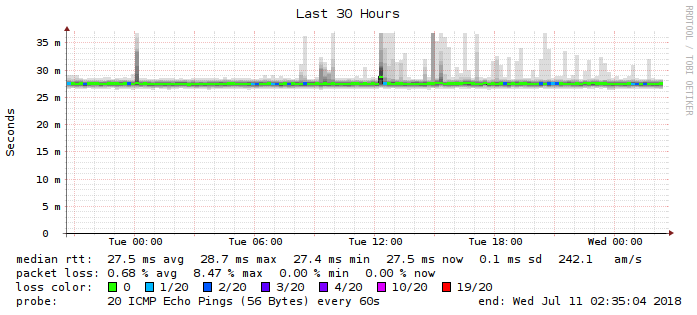 Last 30 Hours
RRDTOOL / TOBI OETIKER
Seconds
35 m
30 m
25 m
20 m
15 m
10 m
5 m
0
Tue 00:00 Tue 06:00 Tue 12:00 Tue 18:00 Wed 00:00
median rtt: 27.5 ms avg 28.7 ms max 27.4 ms min 27.5 ms now 0.1 ms sd 242.1 am/s
packet loss: 0.68 % avg 8.47 % max 0.00 % min 0.00 % now
loss color: 0 1/20 2/20 3/20 4/20 10/20 19/20
probe: 20 ICMP Echo Pings (56 Bytes) every 60s end: Wed Jul 11 02:35:04 2018